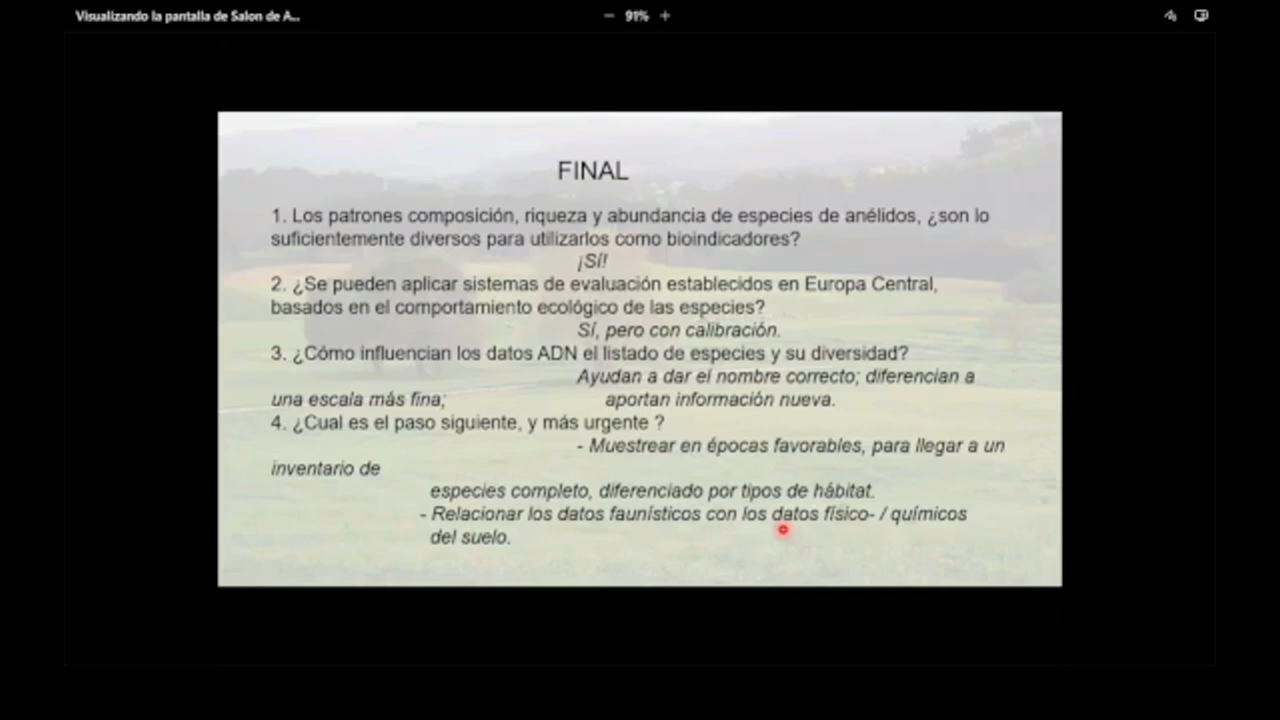 Visualizando la pantalla de Salon de A...
91%
FINAL
1. Los patrones composición, riqueza y abundancia de especies de anélidos, ¿son lo
suficientemente diversos para utilizarlos como bioindicadores?
¡Sí!
2. ¿Se pueden aplicar sistemas de evaluación establecidos en Europa Central,
basados en el comportamiento ecológico de las especies?
Sí, pero con calibración.
3. ¿Cómo influencian los datos ADN el listado de especies y su diversidad?
Ayudan a dar el nombre correcto; diferencian a
una escala más fina; aportan información nueva.
4. ¿Cual es el paso siguiente, y más urgente ?
- Muestrear en épocas favorables, para llegar a un
inventario de
especies completo, diferenciado por tipos de hábitat.
- Relacionar los datos faunísticos con los datos físico- / químicos
del suelo.